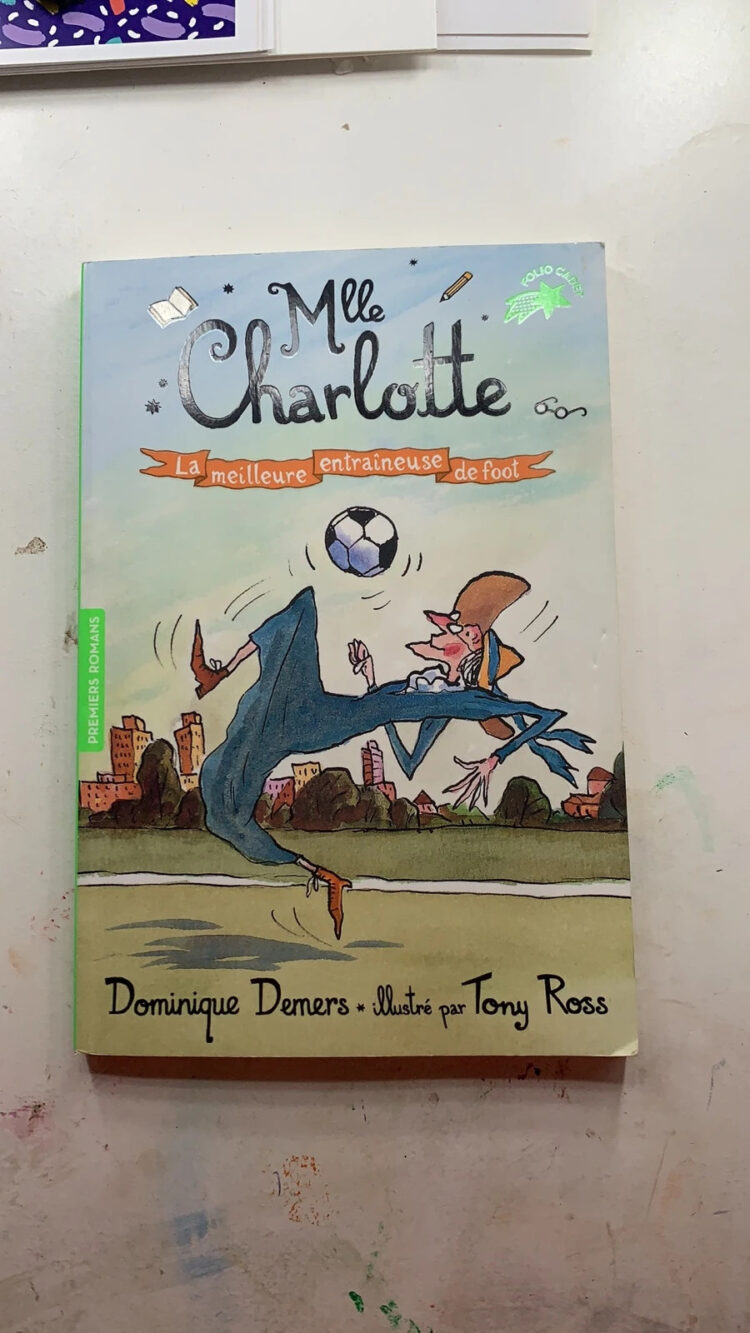 FOLIO CADET
Mlle
Charlotte
La meilleure entraîneuse de foot
PREMIERS ROMANS
Dominique Demers * illustré par Tony Ross